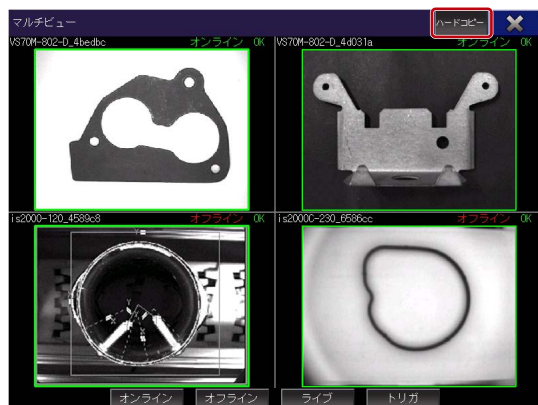 マルチビュー ハードコピー
VS70M-802-D_4bedbc オンライン OK
VS70M-802-D_4d031a オンライン OK
is2000-120_4589c8 オフライン OK
is2000C-230_6586cc オフライン OK
オンライン オフライン ライブ トリガ